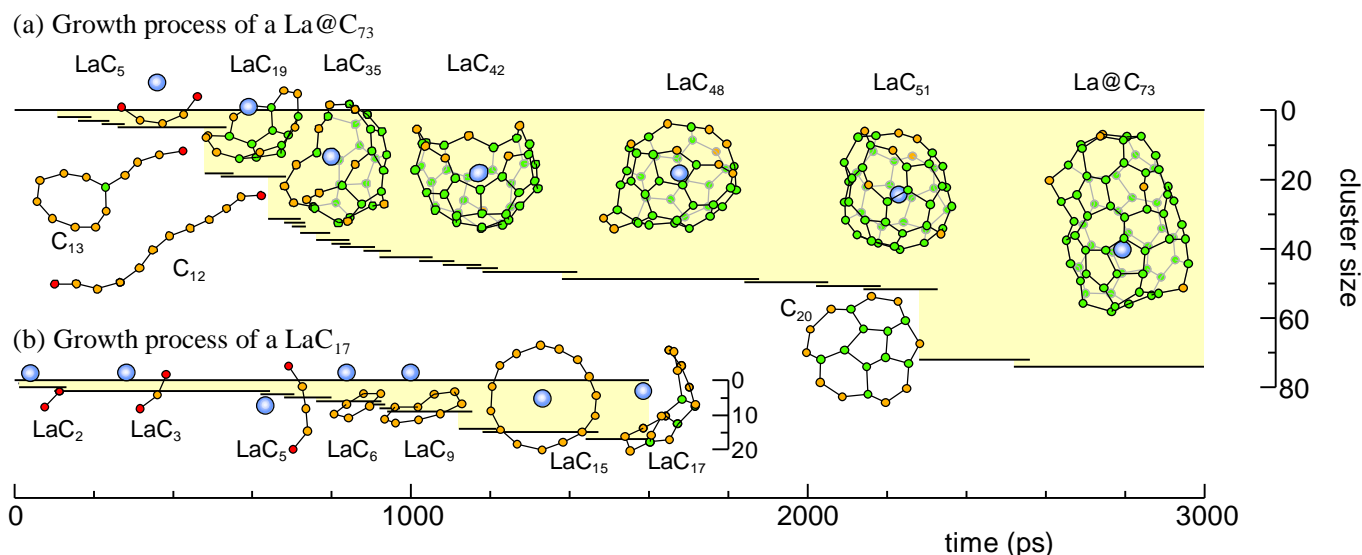 (a) Growth process of a La@C₇₃
LaC₅ LaC₁₉ LaC₃₅ LaC₄₂ LaC₄₈ LaC₅₁ La@C₇₃
0
20
40
60
80
cluster size
C₁₃
C₁₂
C₂₀
(b) Growth process of a LaC₁₇
0
10
20
LaC₂ LaC₃ LaC₅ LaC₆ LaC₉ LaC₁₅ LaC₁₇
0 1000 2000 3000
time (ps)